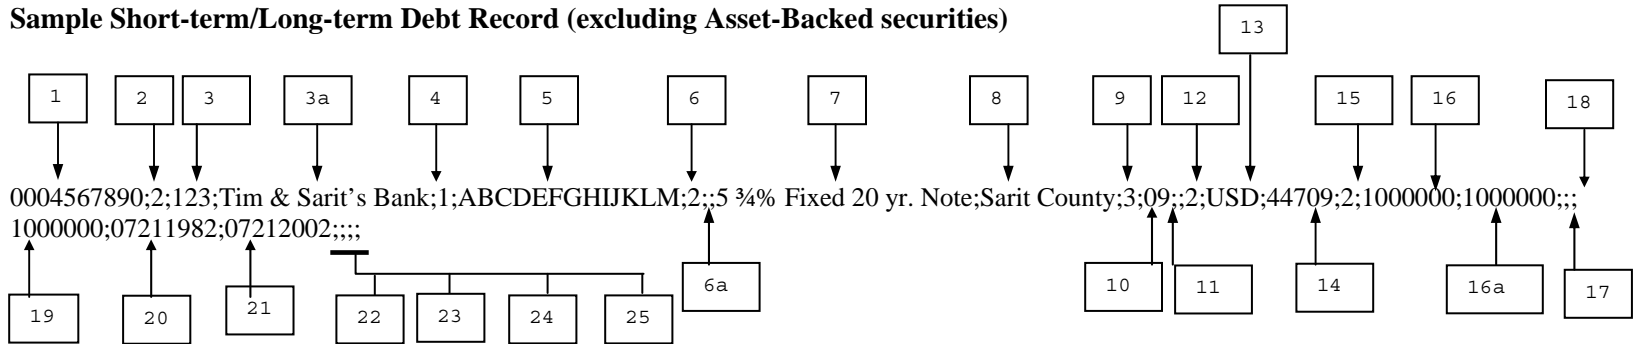 Sample Short-term/Long-term Debt Record (excluding Asset-Backed securities)
13
1 2 3 3a 4 5 6 7 8 9 12 15 16 18
0004567890;2;123;Tim & Sarit’s Bank;1;ABCDEFGHIJKLM;2;;5 ¾% Fixed 20 yr. Note;Sarit County;3;09;;2;USD;44709;2;1000000;1000000;;;
1000000;07211982;07212002;;;;
19 20 21 22 23 24 25 6a 10 11 14 16a 17